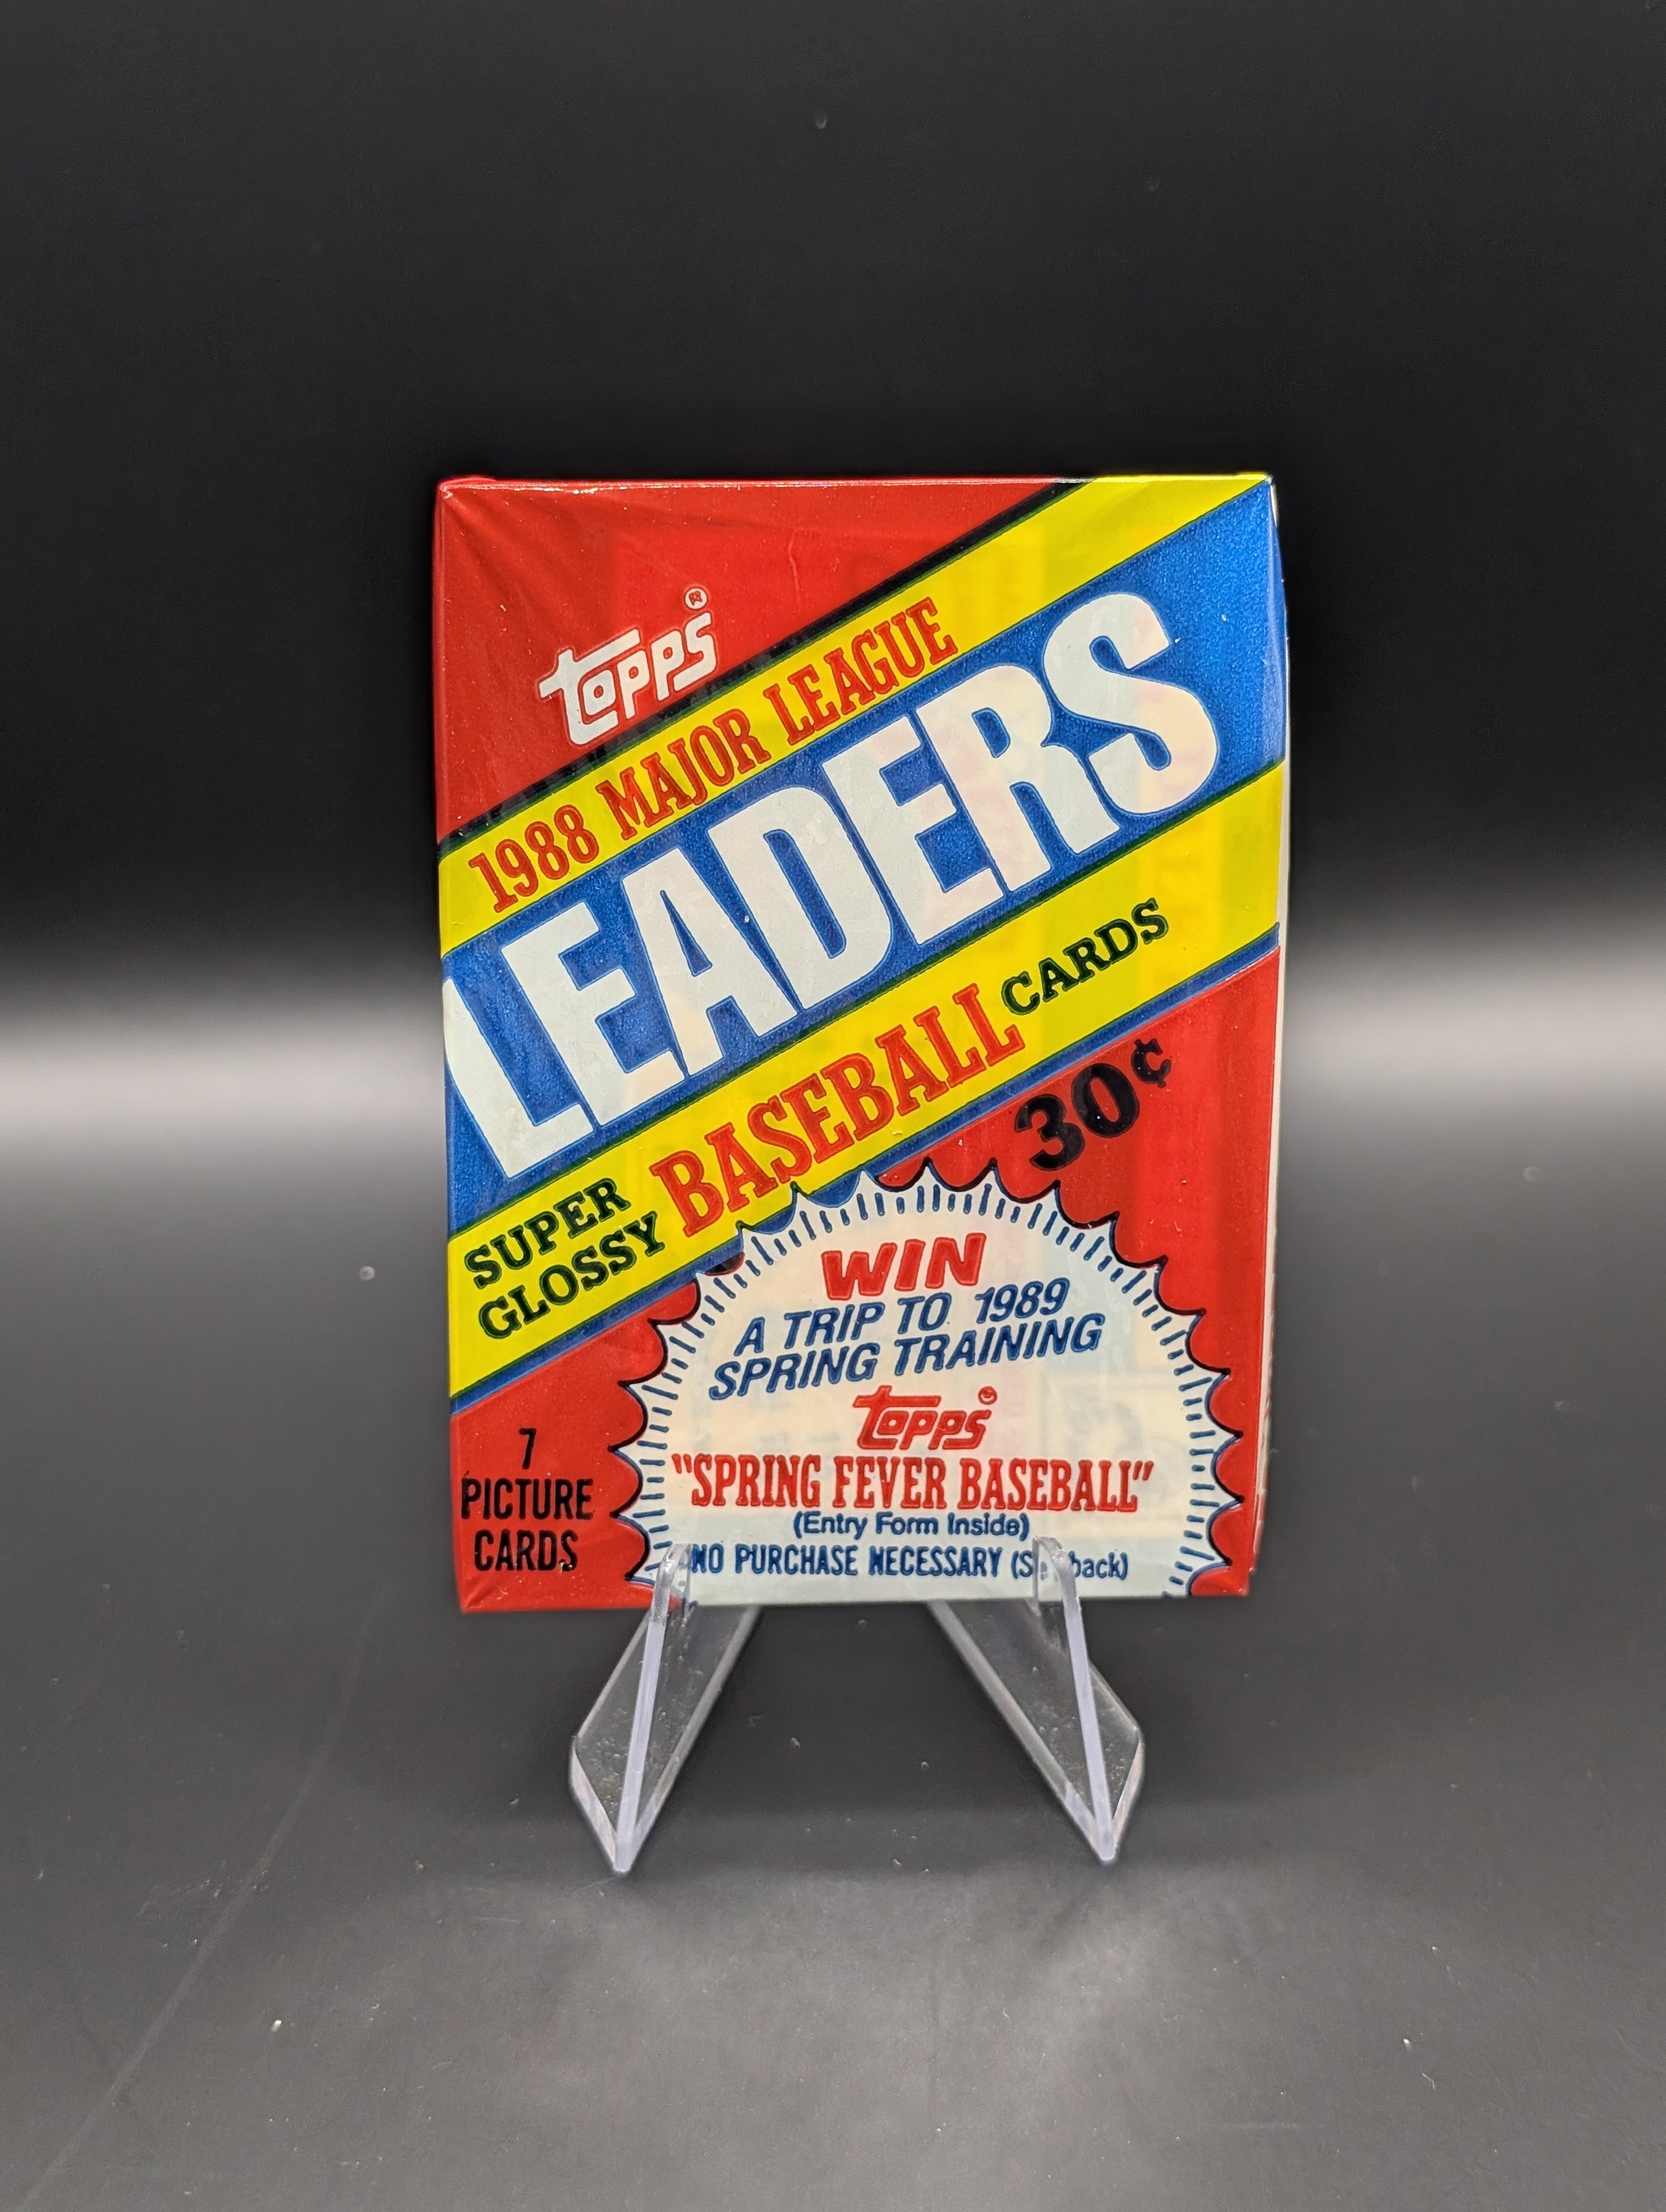 Topps®
1988 MAJOR LEAGUE
LEADERS
SUPER
GLOSSY BASEBALL CARDS
30¢
WIN
A TRIP TO 1989
SPRING TRAINING
Topps®
"SPRING FEVER BASEBALL"
(Entry Form Inside)
NO PURCHASE NECESSARY back)
7
PICTURE
CARDS